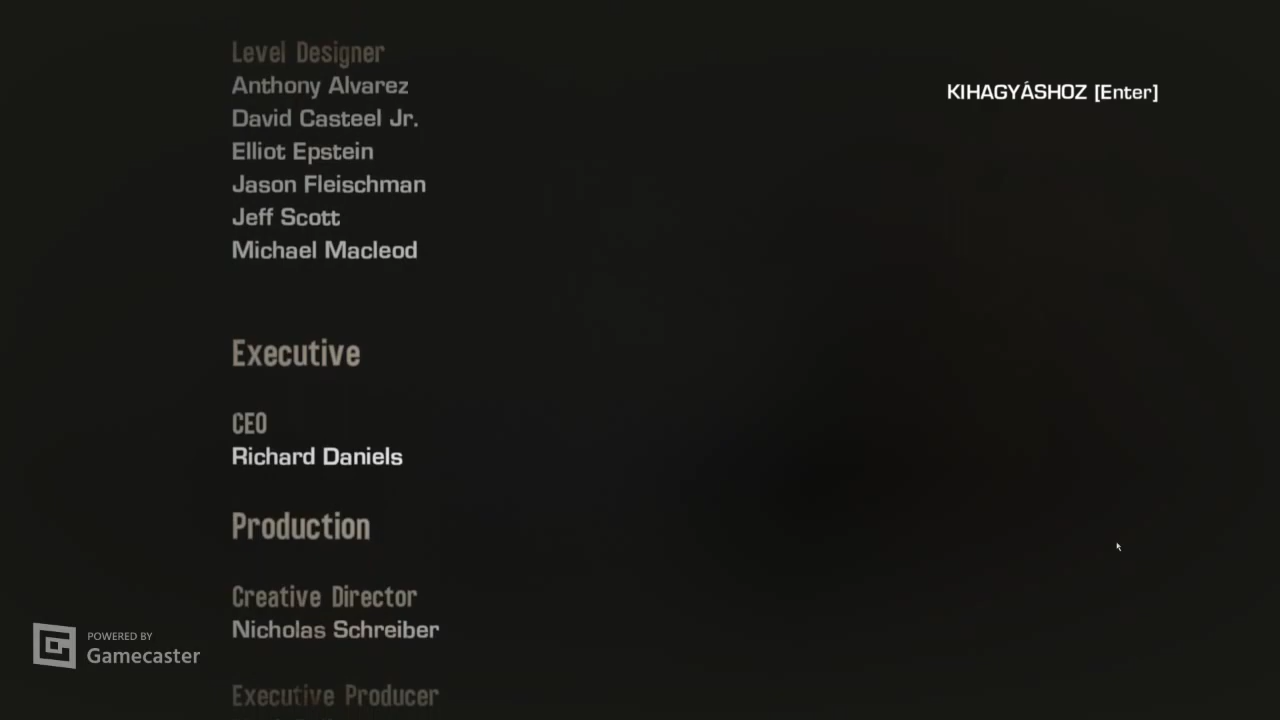 Level Designer
Anthony Alvarez
KIHAGYÁSHOZ [Enter]
David Casteel Jr.
Elliot Epstein
Jason Fleischman
Jeff Scott
Michael Macleod
Executive
CEO
Richard Daniels
Production
Creative Director
Nicholas Schreiber
POWERED BY
Gamecaster
Executive Producer